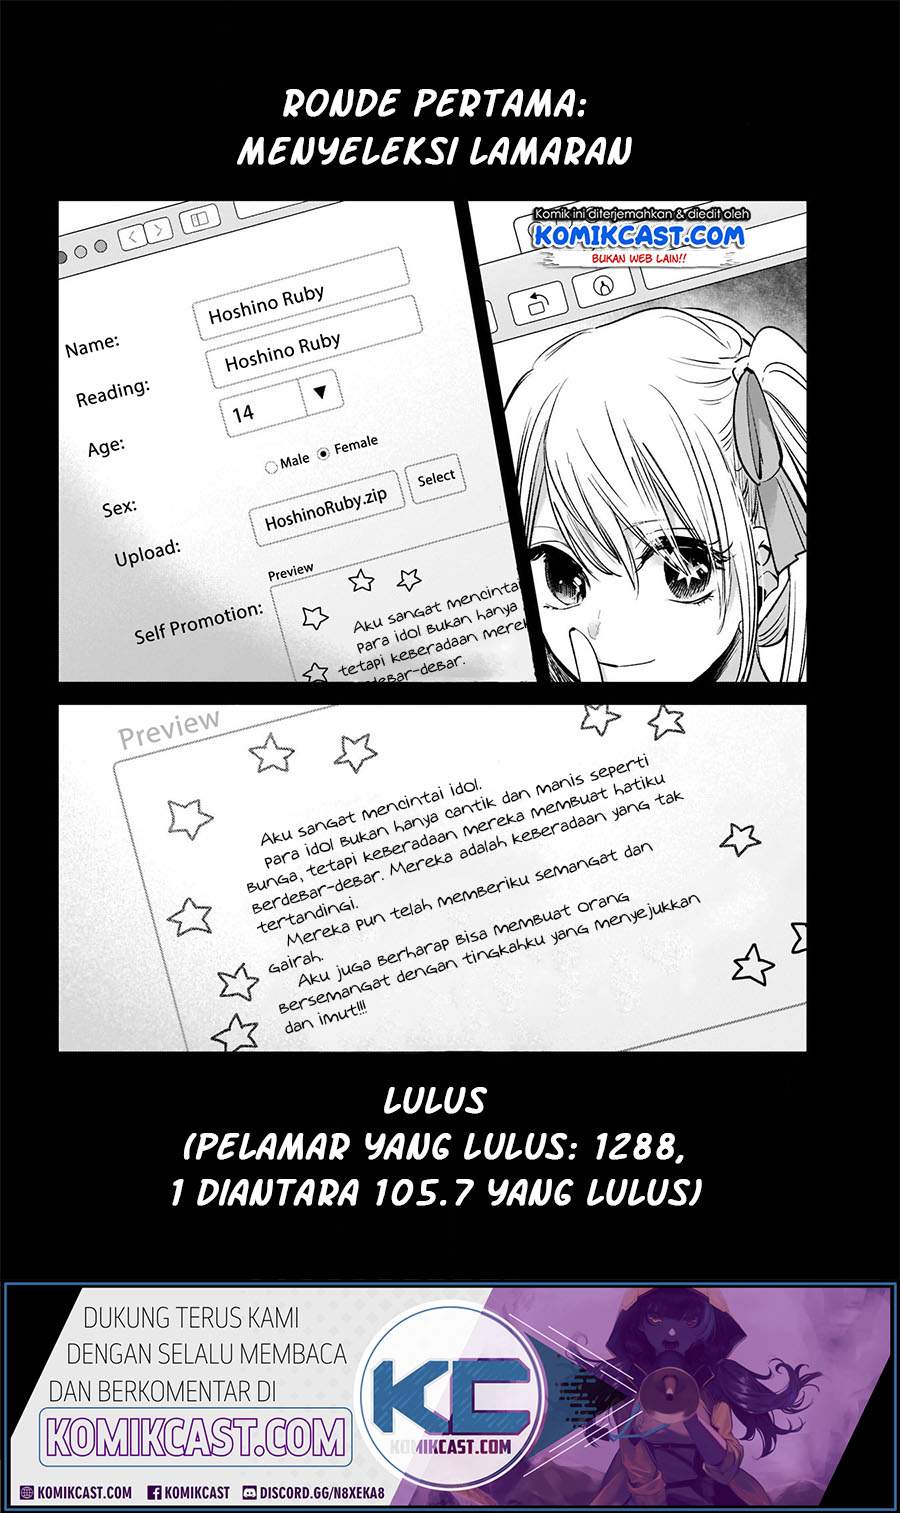 RONDE PERTAMA:
MENYELEKSI LAMARAN
Komik ini diterjemahkan & diedit oleh
KOMIKCAST.COM
BUKAN WEB LAIN!!
Name:
Hoshino Ruby
Reading:
Hoshino Ruby
Age:
14
Sex:
Male
Female
Upload:
HoshinoRuby.zip
Select
Preview
Self Promotion:
Aku sangat mencinta
para idol bukan hanya
tetapi keberadaan merek
berdebar-debar.
Preview
Aku sangat mencintai idol.
para idol bukan hanya cantik dan manis seperti
bunga, tetapi keberadaan mereka membuat hatiku
berdebar-debar. Mereka adalah keberadaan yang tak
tertandingi.
Mereka pun telah memberiku semangat dan
gairah.
Aku juga berharap bisa membuat orang
bersemangat dengan tingkahku yang menyejukkan
dan imut!!!
LULUS
(PELAMAR YANG LULUS: 1288,
1 DIANTARA 105.7 YANG LULUS)
DUKUNG TERUS KAMI
DENGAN SELALU MEMBACA
DAN BERKOMENTAR DI
KOMIKCAST.COM
KC
KOMIKCAST.COM
KOMIKCAST.COM
KOMIKCAST
DISCORD.GG/N8XEKA8